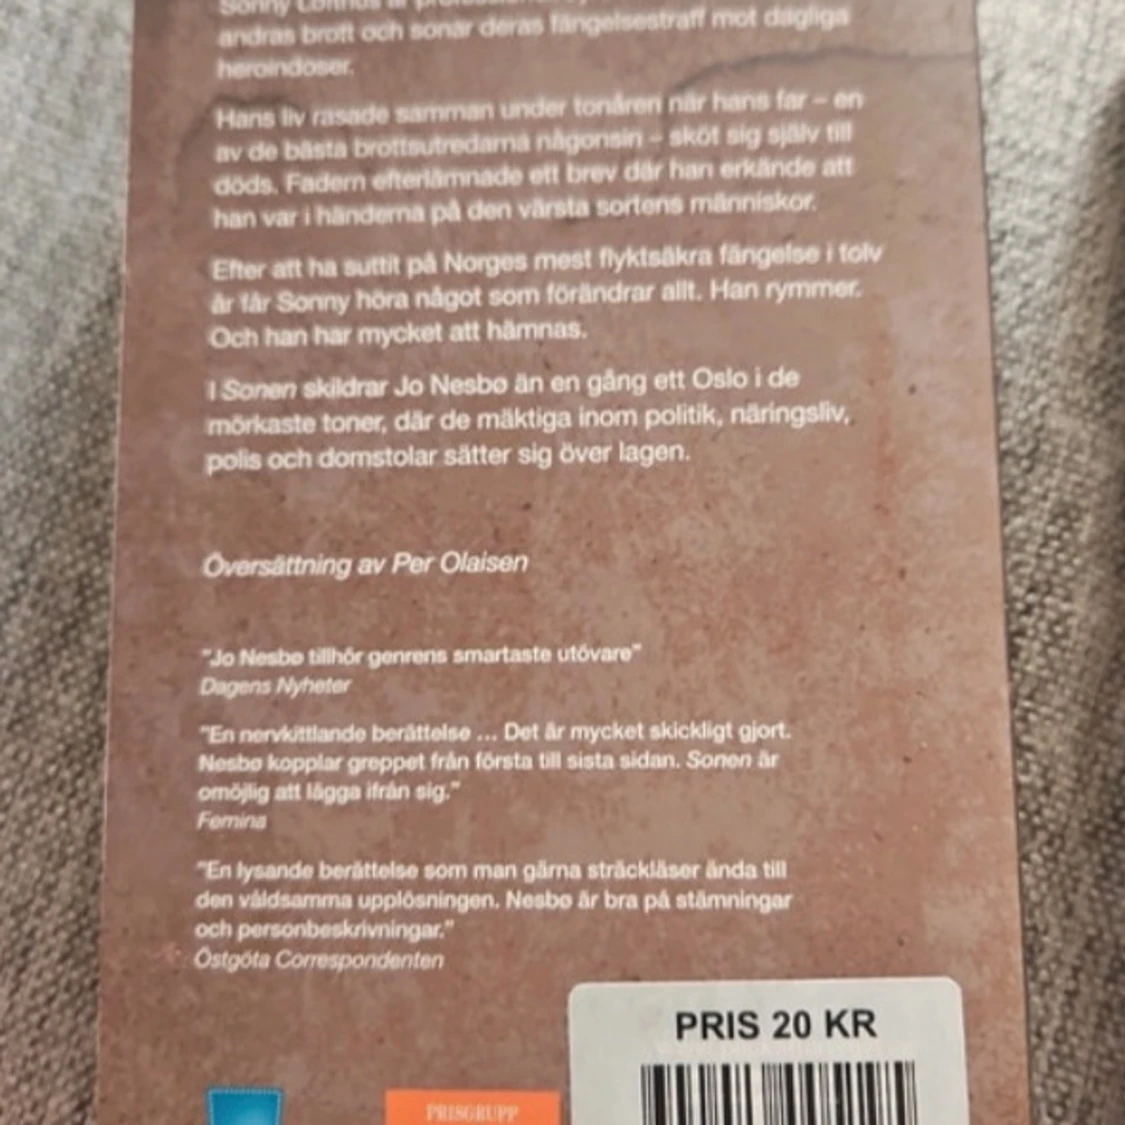 Sonny Lofthus är
andras brott och sonar deras fängelsestraff mot dagliga
heroindoser.
Hans liv rasade samman under tonåren när hans far – en
av de bästa brottsutredarna någonsin – sköt sig själv till
döds. Fadern efterlämnade ett brev där han erkände att
han var i händerna på den värsta sortens människor.
Efter att ha suttit på Norges mest flyktsäkra fängelse i tolv
år får Sonny höra något som förändrar allt. Han rymmer.
Och han har mycket att hämnas.
I Sonen skildrar Jo Nesbø än en gång ett Oslo i de
mörkaste toner, där de mäktiga inom politik, näringsliv,
polis och domstolar sätter sig över lagen.
Översättning av Per Olaisen
"Jo Nesbø tillhör genrens smartaste utövare"
Dagens Nyheter
"En nervkittlande berättelse ... Det är mycket skickligt gjort.
Nesbø kopplar greppet från första till sista sidan. Sonen är
omöjlig att lägga ifrån sig."
Femina
"En lysande berättelse som man gärna sträckläser ända till
den våldsamma upplösningen. Nesbø är bra på stämningar
och personbeskrivningar."
Östgöta Correspondenten
PRIS 20 KR
PRISGRUPP